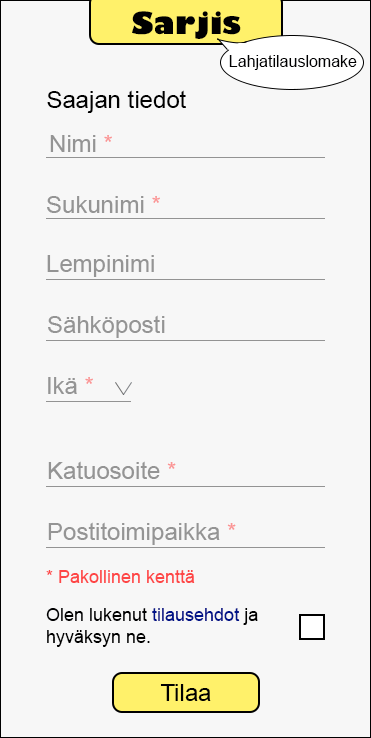 Sarjis
Lahjatilauslomake
Saajan tiedot
Nimi *
Sukunimi *
Lempinimi
Sähköposti
Ikä *
Katuosoite *
Postitoimipaikka *
* Pakollinen kenttä
Olen lukenut tilausehdot ja
hyväksyn ne.
Tilaa